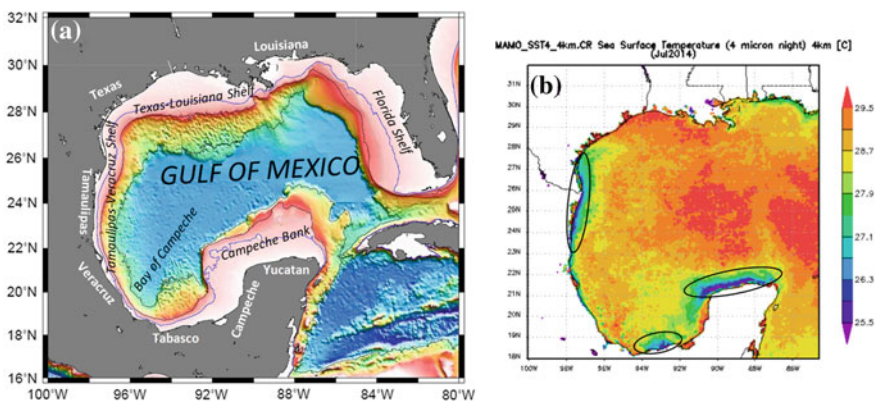 (a)
32°N
30°N
28°N
26°N
24°N
22°N
20°N
18°N
16°N
100°W 96°W 92°W 88°W 84°W 80°W
Louisiana
Texas
Texas-Louisiana Shelf
Florida Shelf
Tamaulipas
Tamaulipas-Veracruz Shelf
GULF OF MEXICO
Bay of Campeche
Campeche Bank
Yucatan
Veracruz
Campeche
Tabasco
MAMO_SST4_4km.CR Sea Surface Temperature (4 micron night) 4km [C]
(Jul2014)
(b)
31N
30N
29N
28N
27N
26N
25N
24N
23N
22N
21N
20N
19N
18N
100W 98W 96W 94W 92W 90W 88W 86W
29.5
28.7
27.9
27.1
26.3
25.5